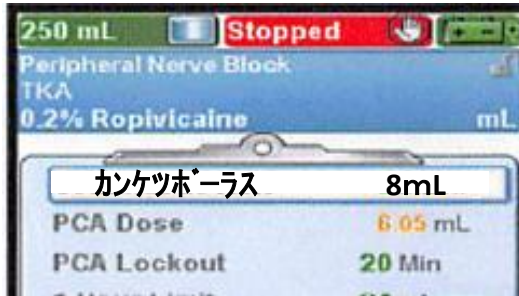 250 mL Stopped
Peripheral Nerve Block
TKA
0.2% Ropivicaine mL
カンケツボーラス 8mL
PCA Dose 6.05 mL
PCA Lockout 20 Min